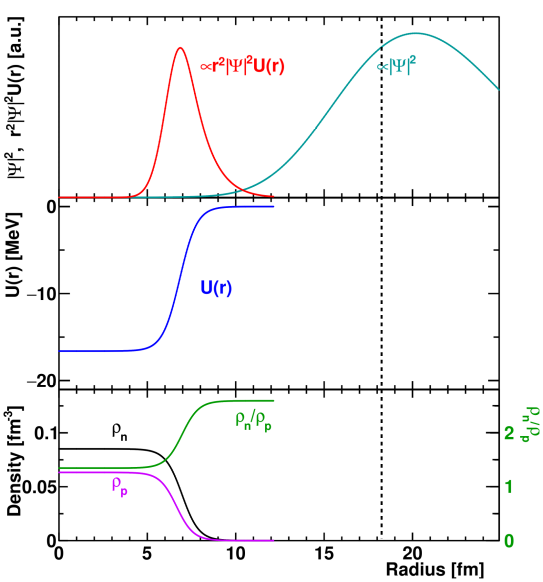 |Ψ|², r²|Ψ|²U(r) [a.u.]
∝r²|Ψ|²U(r)
∝|Ψ|²
U(r) [MeV]
0
−10
−20
U(r)
Density [fm⁻³]
0.1
0.05
0
ρₙ
ρₚ
ρₙ/ρₚ
2
1
0
ρₙ/ρₚ
0 5 10 15 20
Radius [fm]